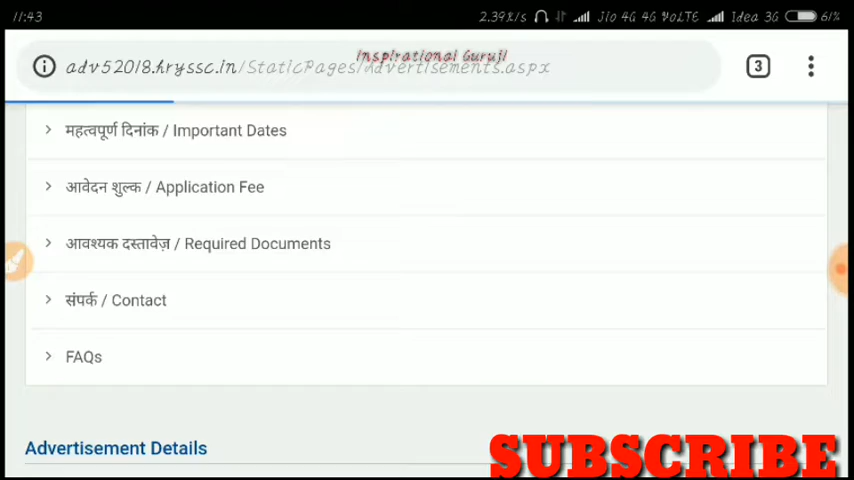 11:43 2.39K/s Jio 4G 4G VoLTE Idea 3G 61%
Inspirational Guruji
adv52018.hryssc.in/StaticPages/Advertisements.aspx 3
महत्वपूर्ण दिनांक / Important Dates
आवेदन शुल्क / Application Fee
आवश्यक दस्तावेज़ / Required Documents
संपर्क / Contact
FAQs
Advertisement Details
SUBSCRIBE